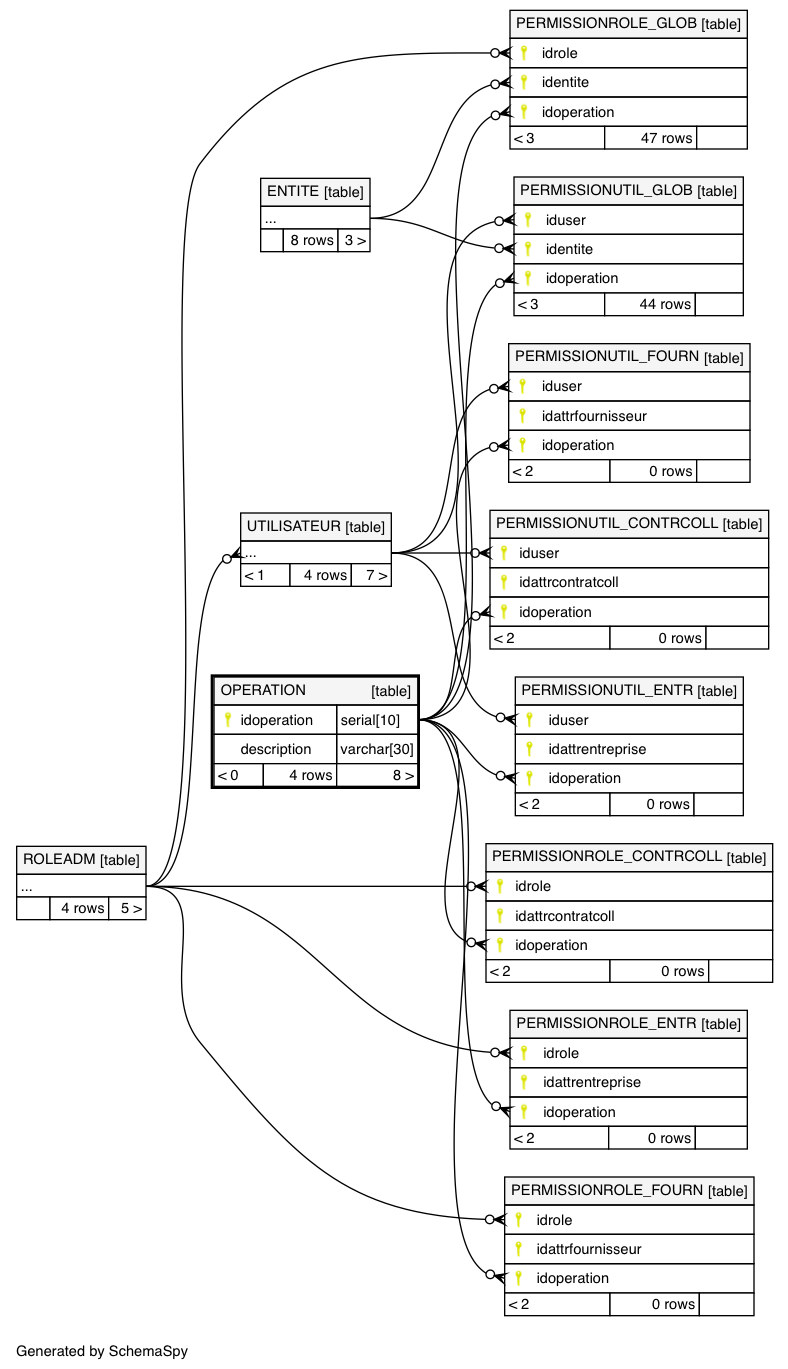 PERMISSIONROLE_GLOB [table]
idrole
identite
idoperation
< 3 47 rows
ENTITE [table]
...
8 rows 3 >
PERMISSIONUTIL_GLOB [table]
iduser
identite
idoperation
< 3 44 rows
PERMISSIONUTIL_FOURN [table]
iduser
idattrfournisseur
idoperation
< 2 0 rows
UTILISATEUR [table]
...
< 1 4 rows 7 >
PERMISSIONUTIL_CONTRCOLL [table]
iduser
idattrcontratcoll
idoperation
< 2 0 rows
OPERATION [table]
idoperation serial[10]
description varchar[30]
< 0 4 rows 8 >
PERMISSIONUTIL_ENTR [table]
iduser
idattrentreprise
idoperation
< 2 0 rows
ROLEADM [table]
...
4 rows 5 >
PERMISSIONROLE_CONTRCOLL [table]
idrole
idattrcontratcoll
idoperation
< 2 0 rows
PERMISSIONROLE_ENTR [table]
idrole
idattrentreprise
idoperation
< 2 0 rows
PERMISSIONROLE_FOURN [table]
idrole
idattrfournisseur
idoperation
< 2 0 rows
Generated by SchemaSpy